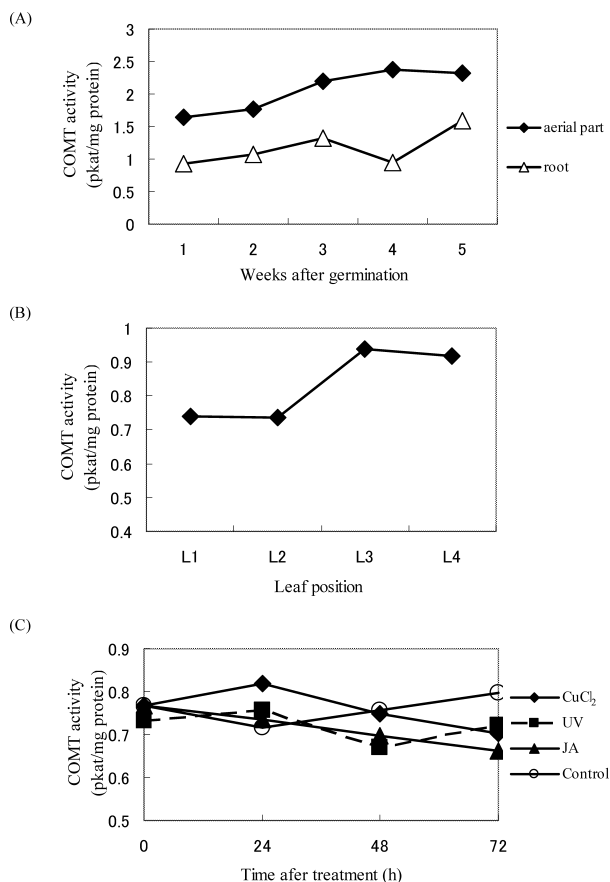 (A)
3
2.5
2
1.5
1
0.5
0
COMT activity
(pkat/mg protein)
1 2 3 4 5
Weeks after germination
aerial part
root
(B)
1
0.9
0.8
0.7
0.6
0.5
0.4
COMT activity
(pkat/mg protein)
L1 L2 L3 L4
Leaf position
(C)
0.9
0.8
0.7
0.6
0.5
COMT activity
(pkat/mg protein)
0 24 48 72
Time afer treatment (h)
CuCl2
UV
JA
Control